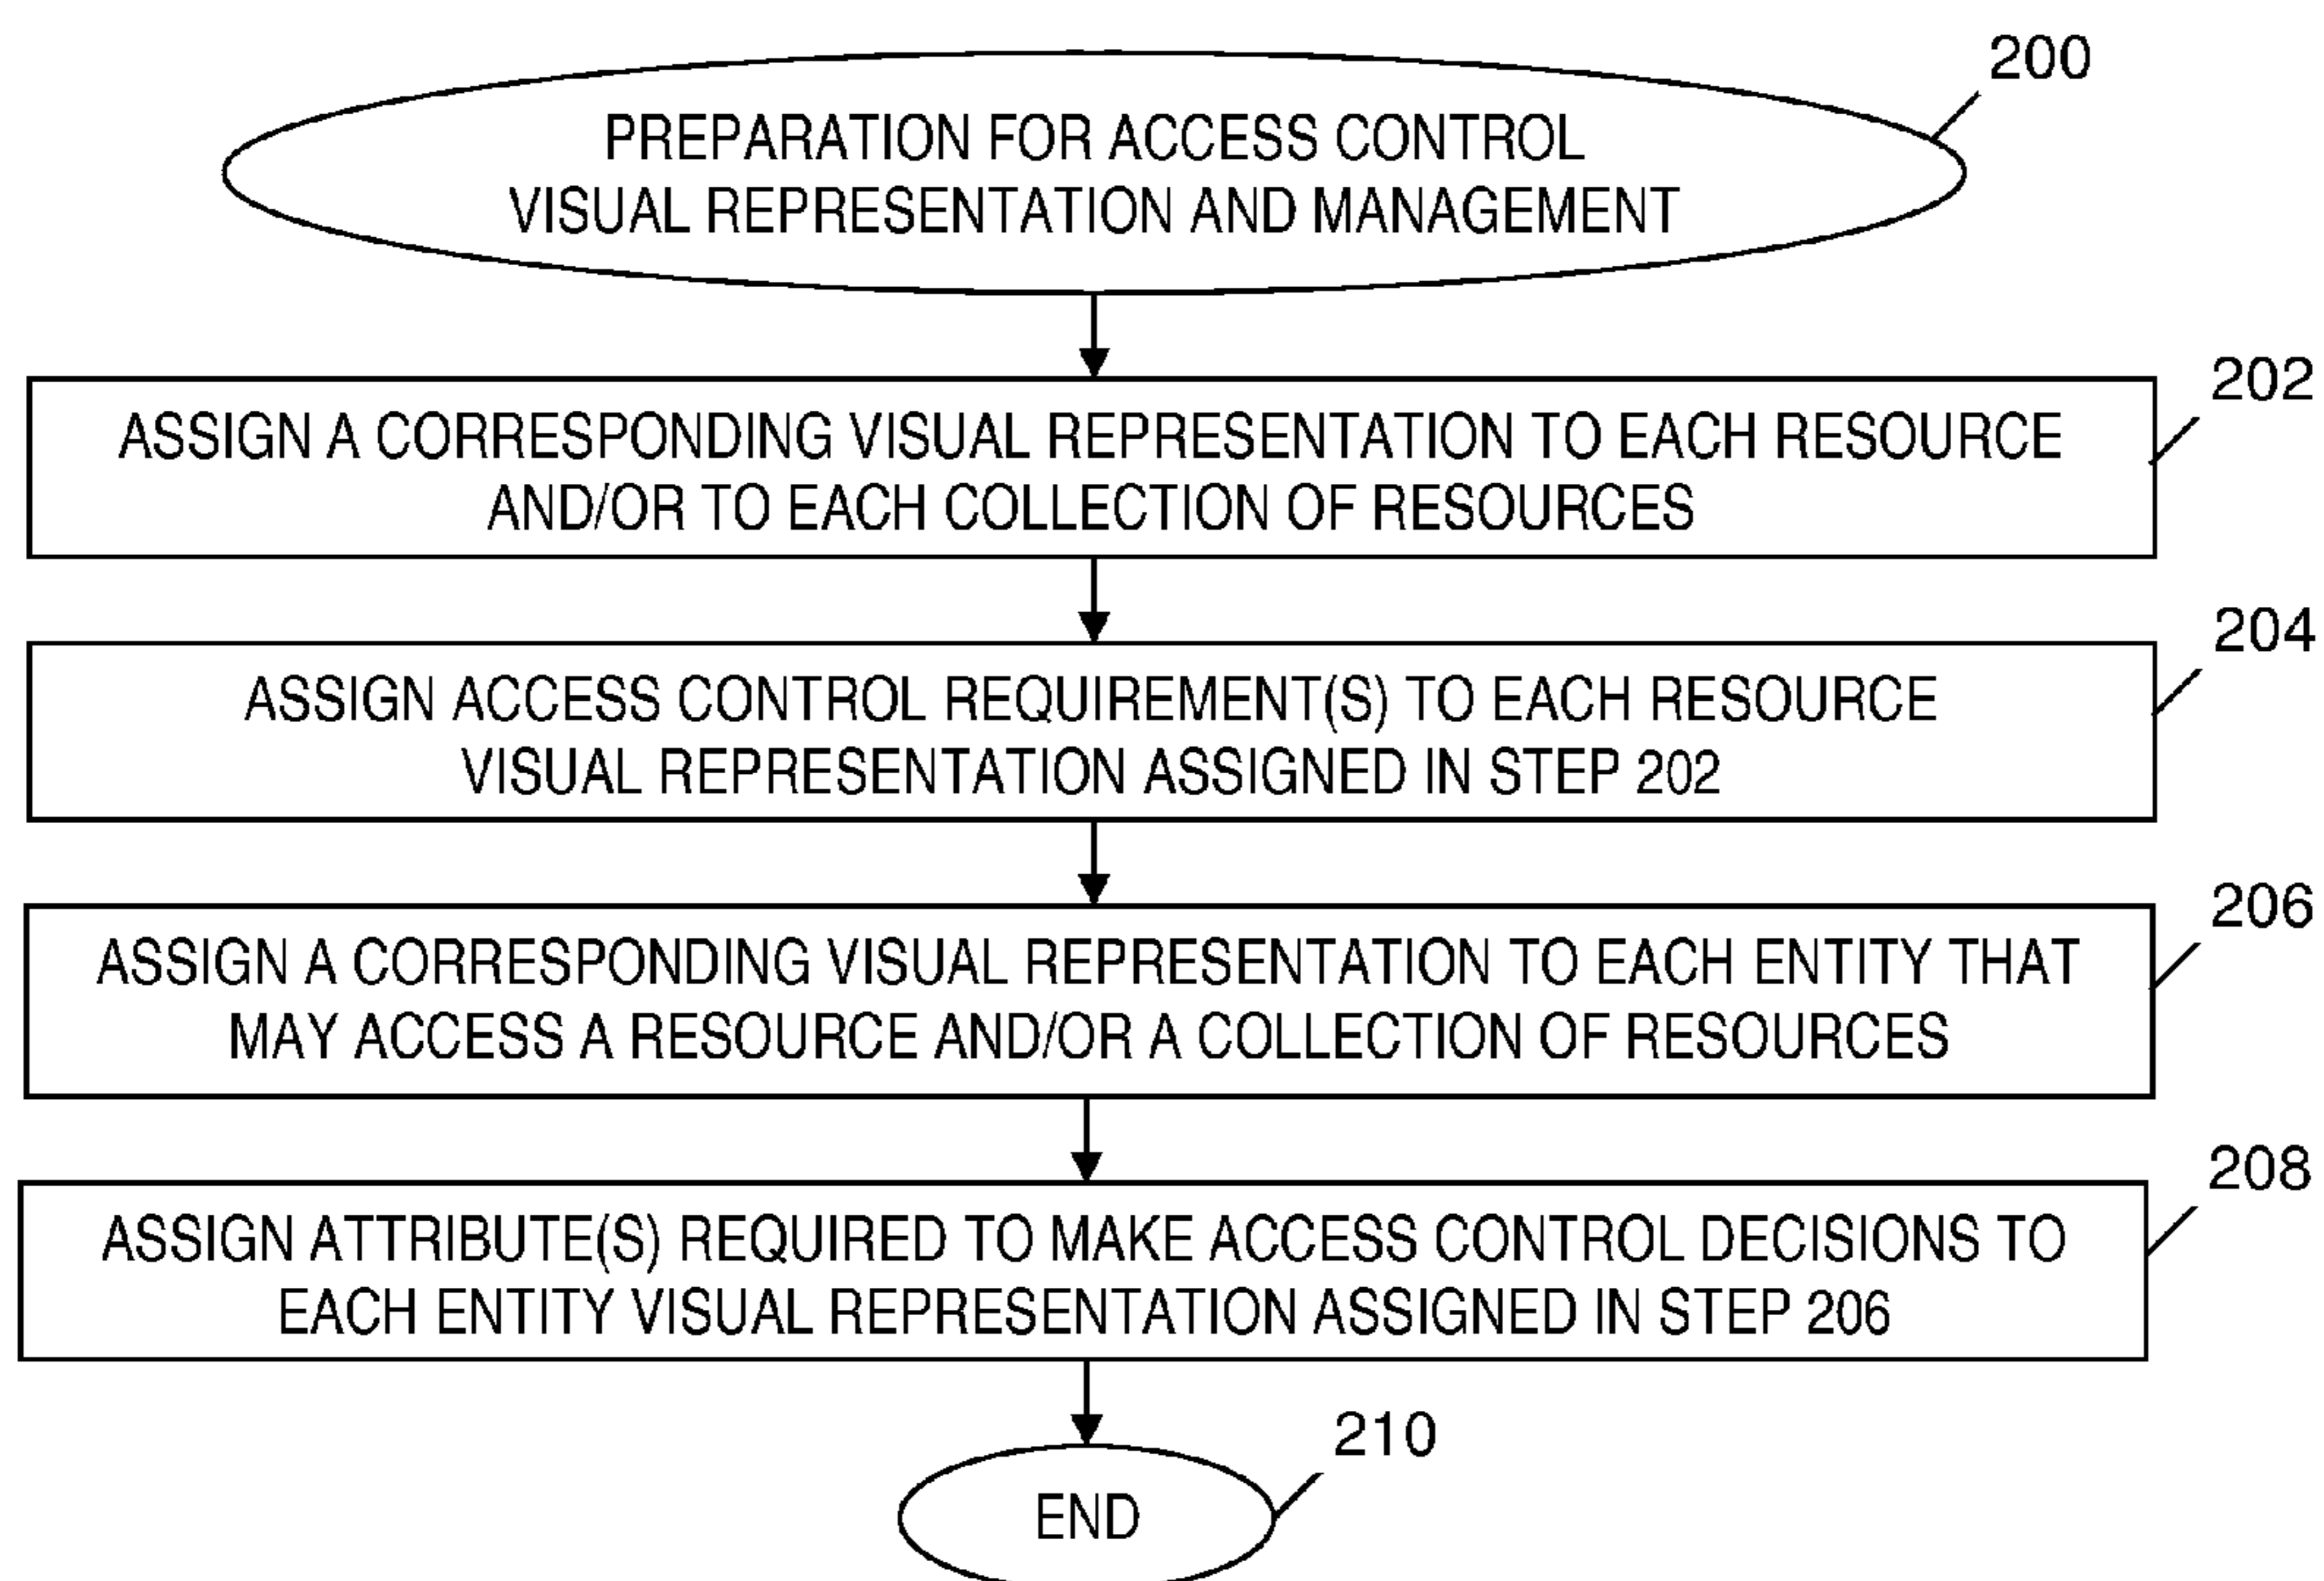 200
PREPARATION FOR ACCESS CONTROL
VISUAL REPRESENTATION AND MANAGEMENT
202
ASSIGN A CORRESPONDING VISUAL REPRESENTATION TO EACH RESOURCE
AND/OR TO EACH COLLECTION OF RESOURCES
204
ASSIGN ACCESS CONTROL REQUIREMENT(S) TO EACH RESOURCE
VISUAL REPRESENTATION ASSIGNED IN STEP 202
206
ASSIGN A CORRESPONDING VISUAL REPRESENTATION TO EACH ENTITY THAT
MAY ACCESS A RESOURCE AND/OR A COLLECTION OF RESOURCES
208
ASSIGN ATTRIBUTE(S) REQUIRED TO MAKE ACCESS CONTROL DECISIONS TO
EACH ENTITY VISUAL REPRESENTATION ASSIGNED IN STEP 206
210
END